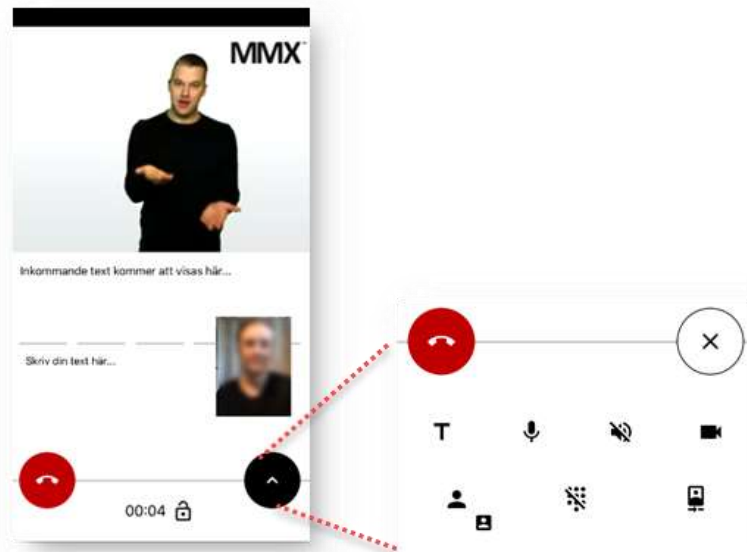 MMX
Inkommande text kommer att visas här...
Skriv din text här...
00:04
T